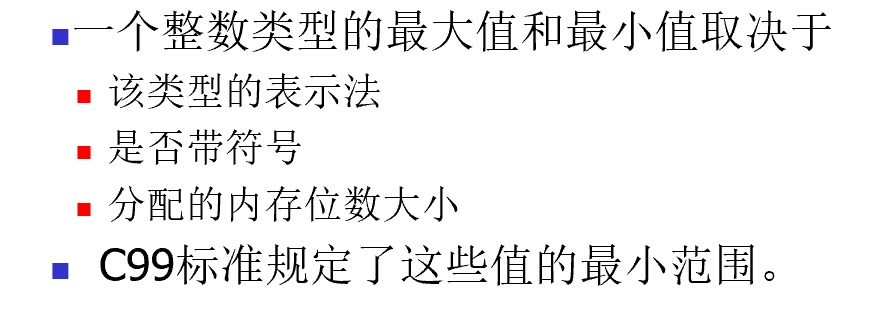 一个整数类型的最大值和最小值取决于
该类型的表示法
是否带符号
分配的内存位数大小
C99标准规定了这些值的最小范围。